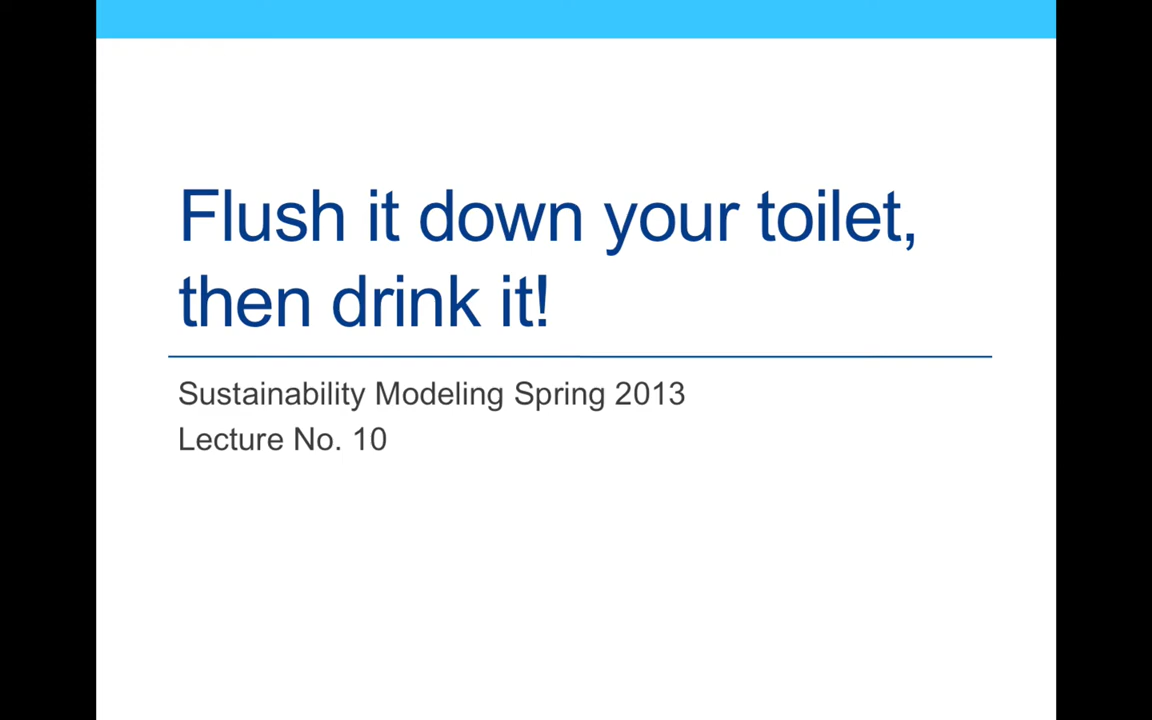 Flush it down your toilet,
then drink it!
Sustainability Modeling Spring 2013
Lecture No. 10